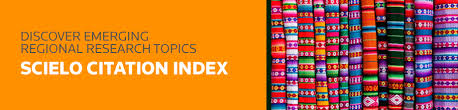 DISCOVER EMERGING
REGIONAL RESEARCH TOPICS
SCIELO CITATION INDEX